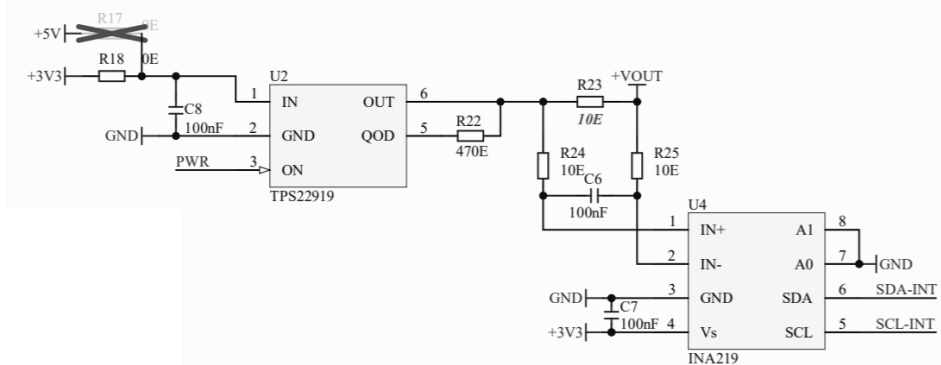 R17
0E
+5V
R18
0E
+3V3
U2
+VOUT
R23
10E
1
IN
OUT
6
C8
100nF
R22
470E
GND
2
GND
QOD
5
R24
10E
R25
10E
PWR
3
ON
C6
100nF
TPS22919
U4
1
IN+
A1
8
2
IN-
A0
7
GND
GND
3
GND
SDA
6
SDA-INT
C7
100nF
+3V3
4
Vs
SCL
5
SCL-INT
INA219